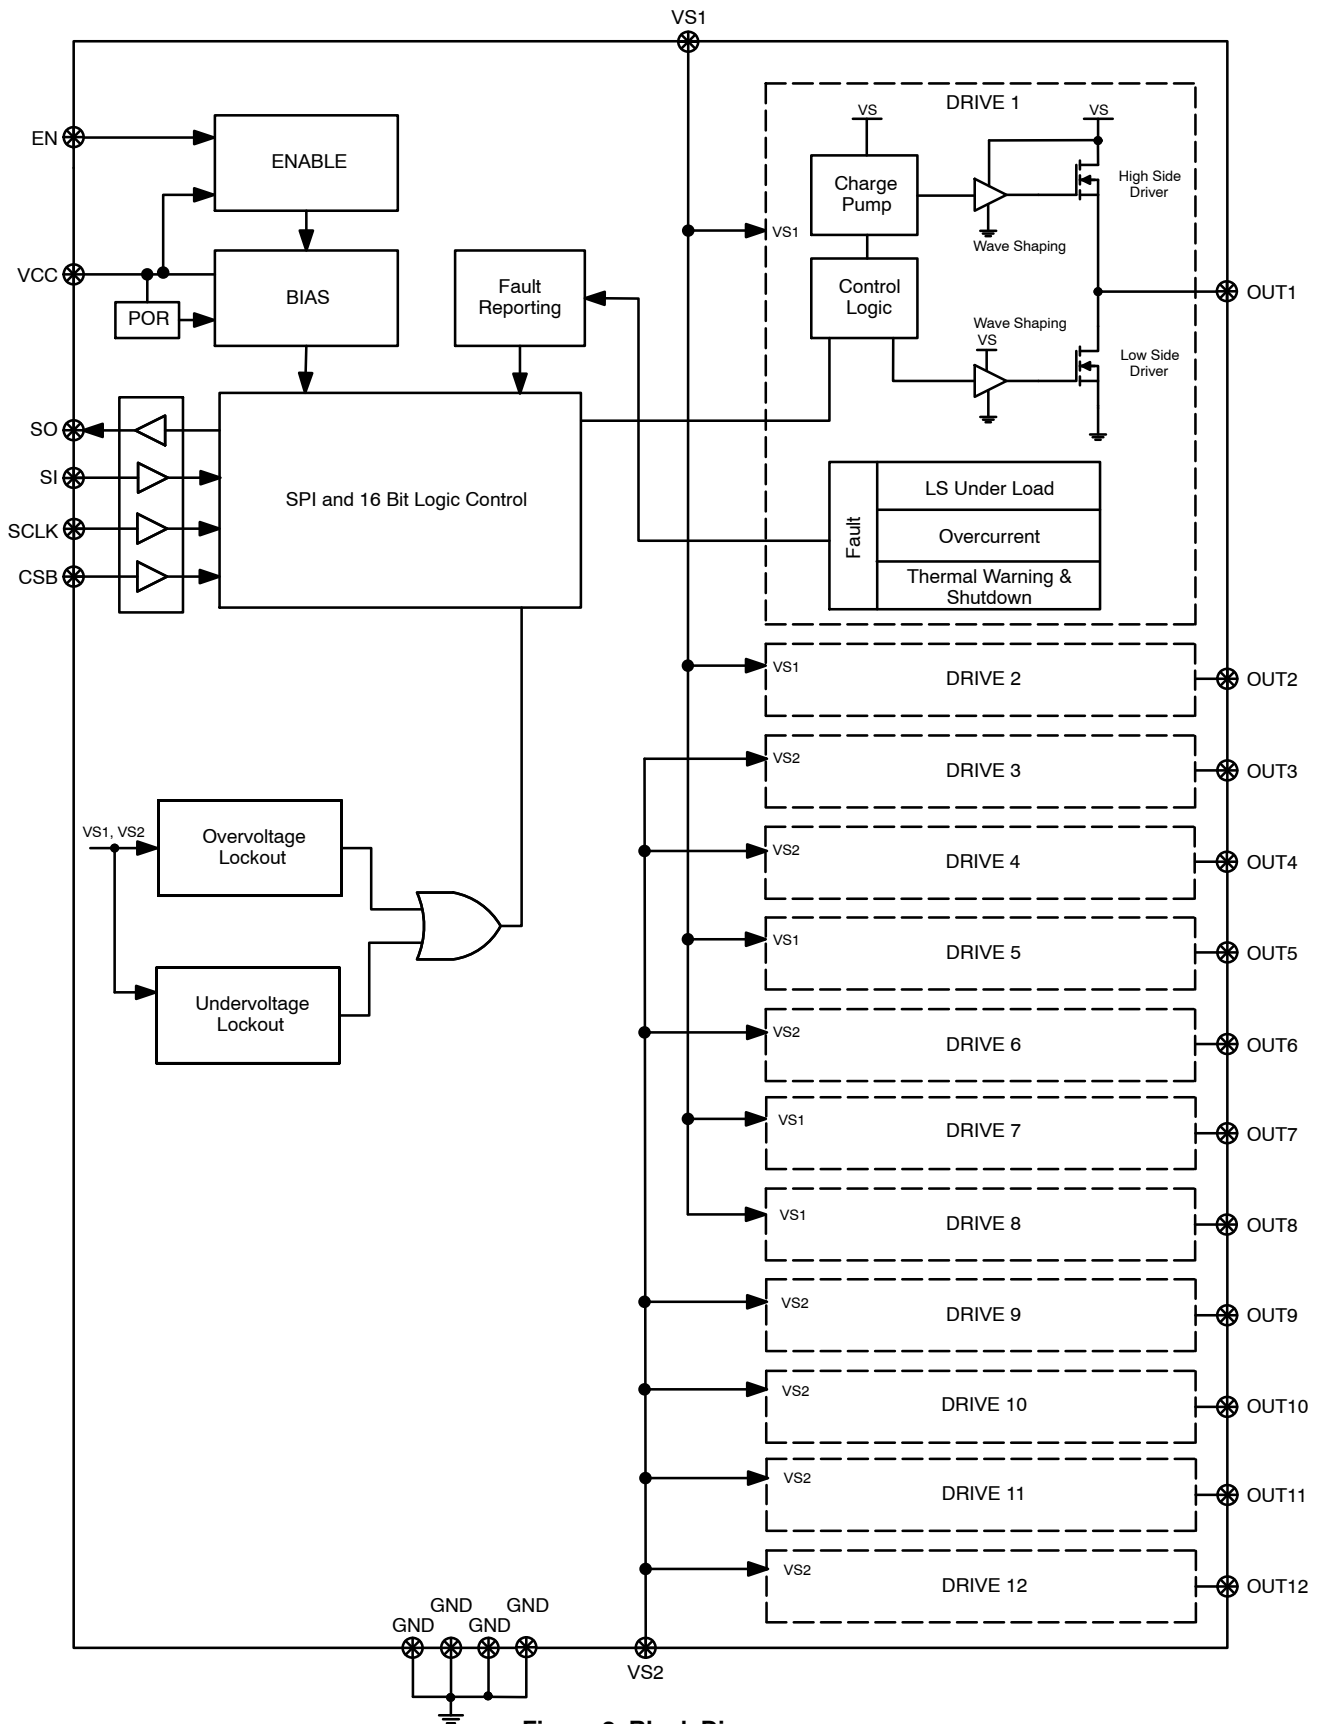 VS1
EN
ENABLE
VCC
POR
BIAS
Fault
Reporting
SO
SI
SCLK
CSB
SPI and 16 Bit Logic Control
VS1, VS2
Overvoltage
Lockout
Undervoltage
Lockout
DRIVE 1
VS
VS
Charge
Pump
High Side
Driver
VS1
Wave Shaping
Control
Logic
OUT1
Wave Shaping
VS
Low Side
Driver
Fault
LS Under Load
Overcurrent
Thermal Warning &
Shutdown
VS1
DRIVE 2
OUT2
VS2
DRIVE 3
OUT3
VS2
DRIVE 4
OUT4
VS1
DRIVE 5
OUT5
VS2
DRIVE 6
OUT6
VS1
DRIVE 7
OUT7
VS1
DRIVE 8
OUT8
VS2
DRIVE 9
OUT9
VS2
DRIVE 10
OUT10
VS2
DRIVE 11
OUT11
VS2
DRIVE 12
OUT12
GND
GND
GND
GND
VS2